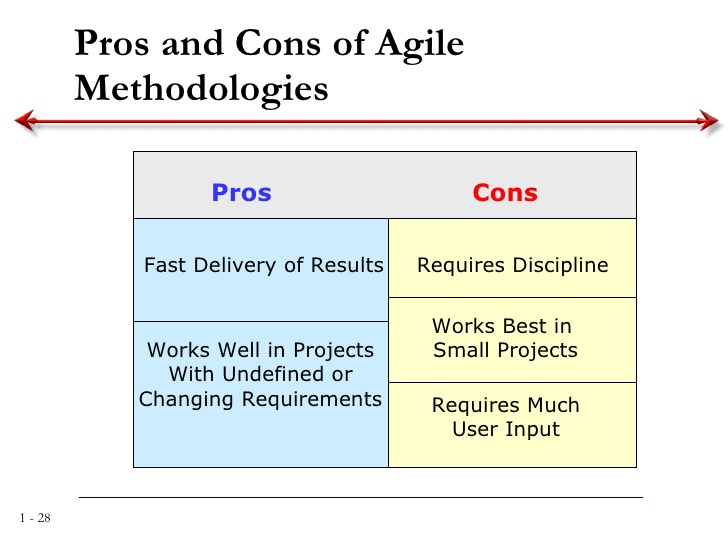 Pros and Cons of Agile
Methodologies
Pros
Cons
Fast Delivery of Results
Works Well in Projects
With Undefined or
Changing Requirements
Requires Discipline
Works Best in
Small Projects
Requires Much
User Input
1 - 28